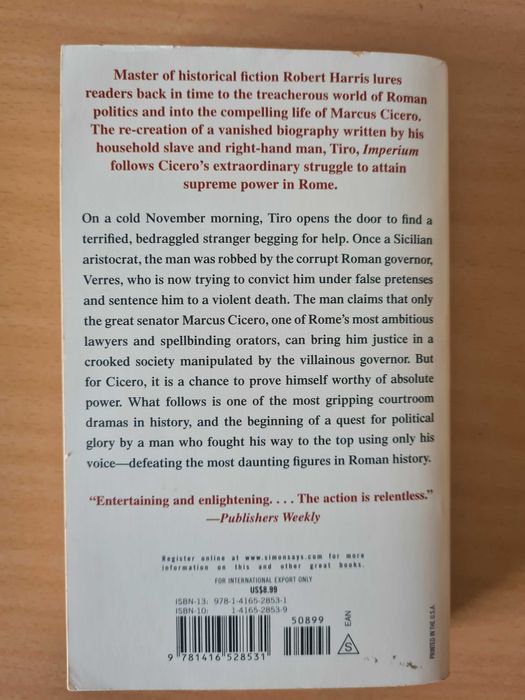 Master of historical fiction Robert Harris lures
readers back in time to the treacherous world of Roman
politics and into the compelling life of Marcus Cicero.
The re-creation of a vanished biography written by his
household slave and right-hand man, Tiro, Imperium
follows Cicero's extraordinary struggle to attain
supreme power in Rome.
On a cold November morning, Tiro opens the door to find a
terrified, bedraggled stranger begging for help. Once a Sicilian
aristocrat, the man was robbed by the corrupt Roman governor,
Verres, who is now trying to convict him under false pretenses
and sentence him to a violent death. The man claims that only
the great senator Marcus Cicero, one of Rome's most ambitious
lawyers and spellbinding orators, can bring him justice in a
crooked society manipulated by the villainous governor. But
for Cicero, it is a chance to prove himself worthy of absolute
power. What follows is one of the most gripping courtroom
dramas in history, and the beginning of a quest for political
glory by a man who fought his way to the top using only his
voice—defeating the most daunting figures in Roman history.
"Entertaining and enlightening. . . . The action is relentless."
—Publishers Weekly
Register online at www.simonsays.com for more
information on this and other great books.
FOR INTERNATIONAL EXPORT ONLY
US$8.99
ISBN-13: 978-1-4165-2853-1
ISBN-10: 1-4165-2853-9
50899
9 781416 528531
S
EAN
PRINTED IN THE U.S.A.